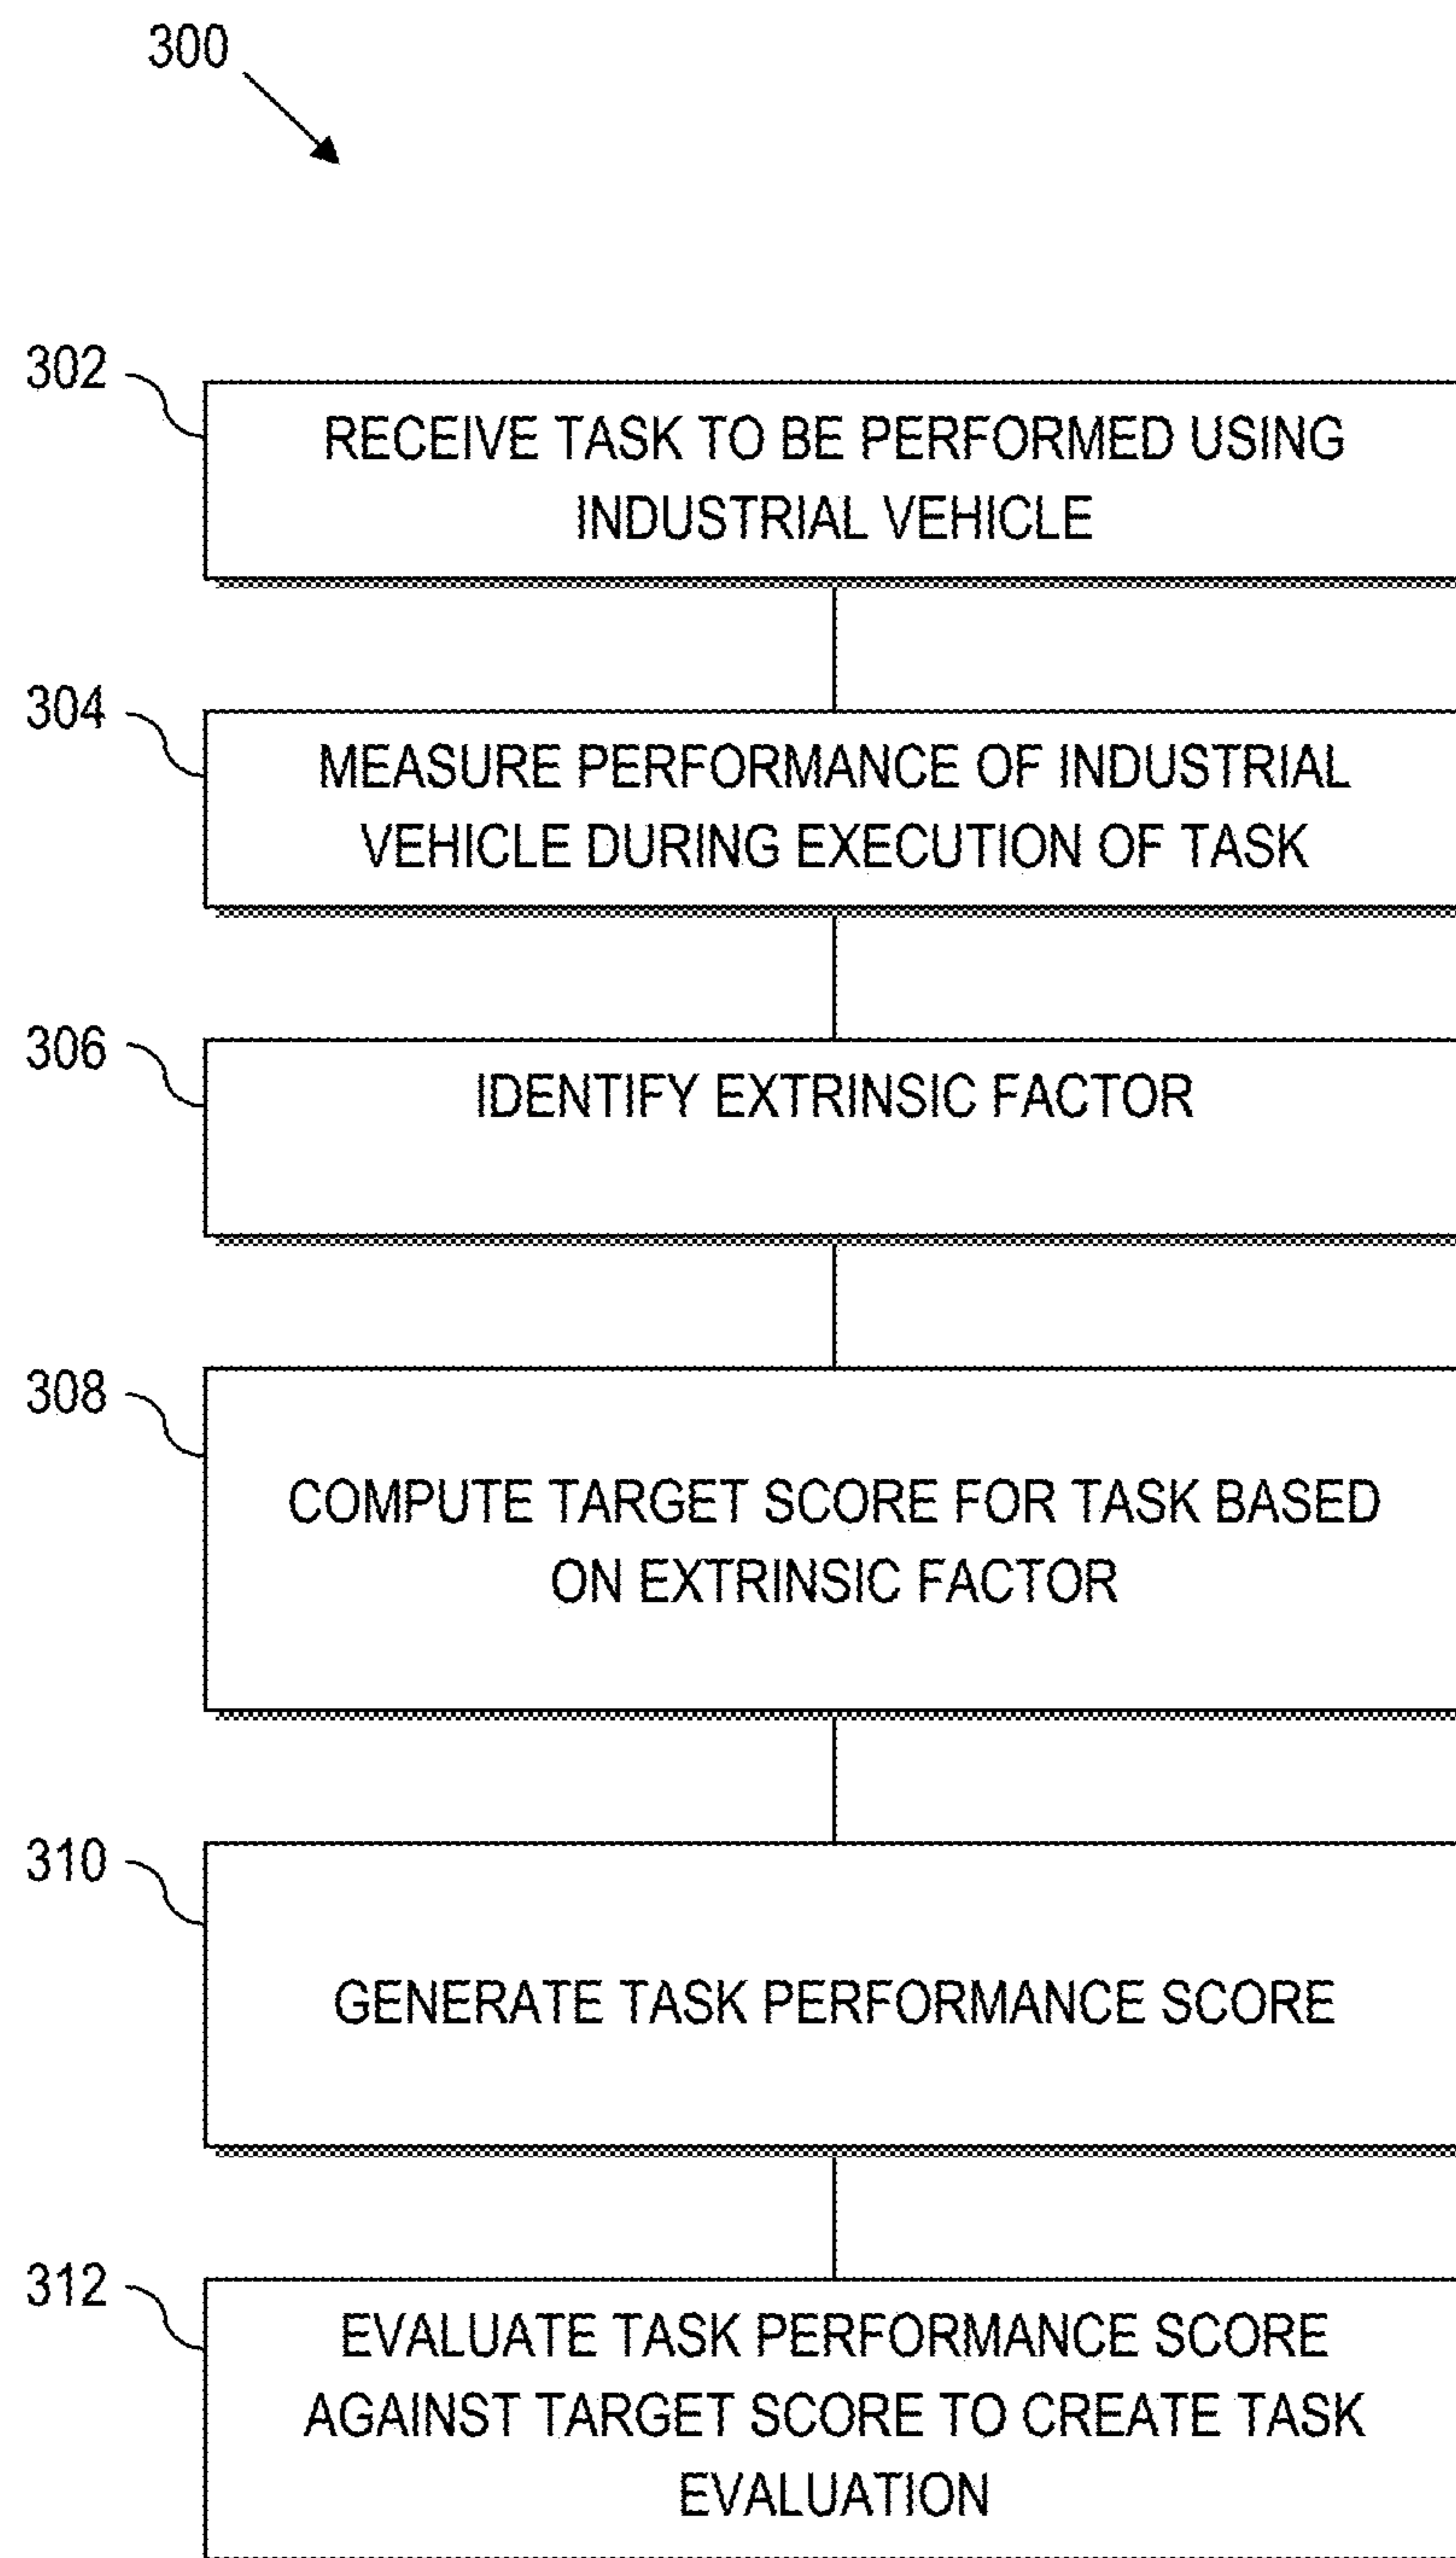 300
302
RECEIVE TASK TO BE PERFORMED USING
INDUSTRIAL VEHICLE
304
MEASURE PERFORMANCE OF INDUSTRIAL
VEHICLE DURING EXECUTION OF TASK
306
IDENTIFY EXTRINSIC FACTOR
308
COMPUTE TARGET SCORE FOR TASK BASED
ON EXTRINSIC FACTOR
310
GENERATE TASK PERFORMANCE SCORE
312
EVALUATE TASK PERFORMANCE SCORE
AGAINST TARGET SCORE TO CREATE TASK
EVALUATION